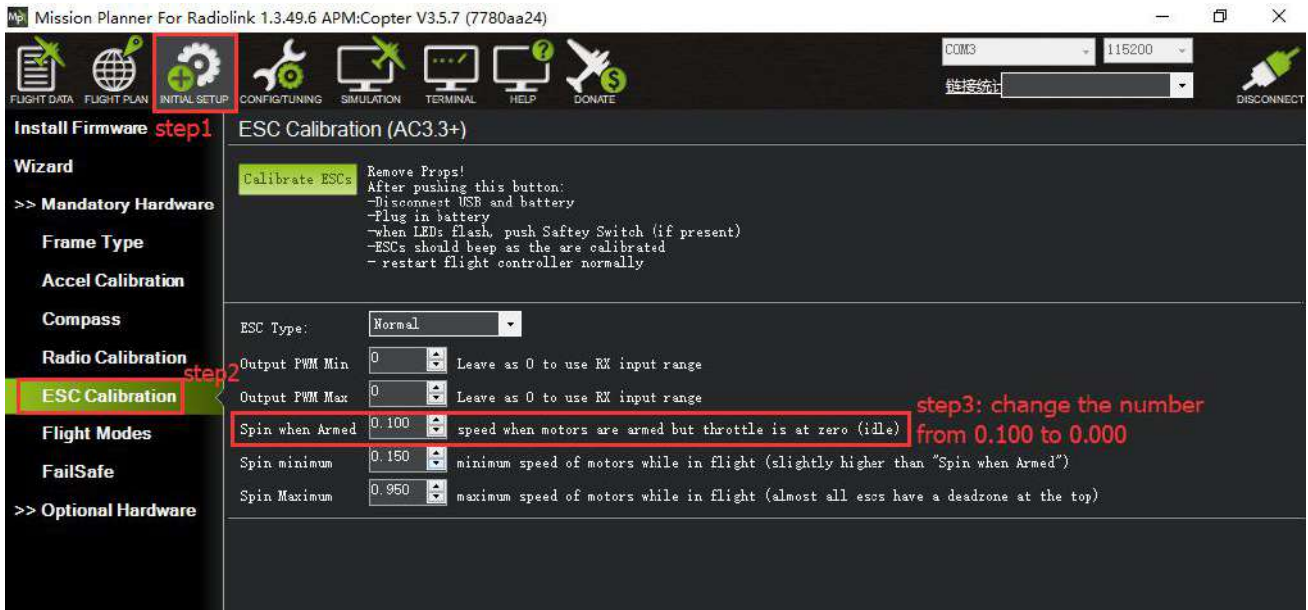 Mission Planner For Radiolink 1.3.49.6 APM:Copter V3.5.7 (7780aa24)
COM3
115200
链接统计
FLIGHT DATA
FLIGHT PLAN
INITIAL SETUP
CONFIG/TUNING
SIMULATION
TERMINAL
HELP
DONATE
DISCONNECT
Install Firmware
step1
Wizard
>> Mandatory Hardware
Frame Type
Accel Calibration
Compass
Radio Calibration
step2
ESC Calibration
Flight Modes
FailSafe
>> Optional Hardware
ESC Calibration (AC3.3+)
Calibrate ESCs
Remove Props!
After pushing this button:
-Disconnect USB and battery
-Plug in battery
-when LEDs flash, push Saftey Switch (if present)
-ESCs should beep as the are calibrated
- restart flight controller normally
ESC Type:
Normal
Output PWM Min
0
Leave as 0 to use RX input range
Output PWM Max
0
Leave as 0 to use RX input range
Spin when Armed
0.100
speed when motors are armed but throttle is at zero (idle)
step3: change the number
from 0.100 to 0.000
Spin minimum
0.150
minimum speed of motors while in flight (slightly higher than "Spin when Armed")
Spin Maximum
0.950
maximum speed of motors while in flight (almost all escs have a deadzone at the top)